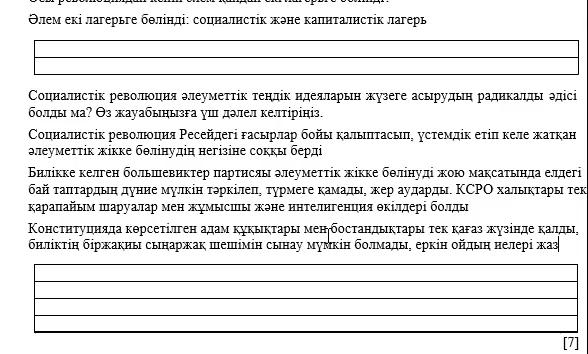 Әлем екі лагерьге бөлінді: социалистік және капиталистік лагерь
Социалистік революция әлеуметтік теңдік идеяларын жүзеге асырудың радикалды әдісі
болды ма? Өз жауабыңызға үш дәлел келтіріңіз.
Социалистік революция Ресейдегі ғасырлар бойы қалыптасып, үстемдік етіп келе жатқан
әлеуметтік жікке бөлінудің негізіне соққы берді
Билікке келген большевиктер партисяы әлеуметтік жікке бөлінуді жою мақсатында елдегі
бай таптардың дүние мүлкін тәркілеп, түрмеге қамады, жер аударды. КСРО халықтары тек
қарапайым шаруалар мен жұмысшы және интелигенция өкілдері болды
Конституцияда көрсетілген адам құқықтары мен бостандықтары тек қағаз жүзінде қалды,
биліктің біржақиы сыңаржақ шешімін сынау мүмкін болмады, еркін ойдың иелері жаз
[7]